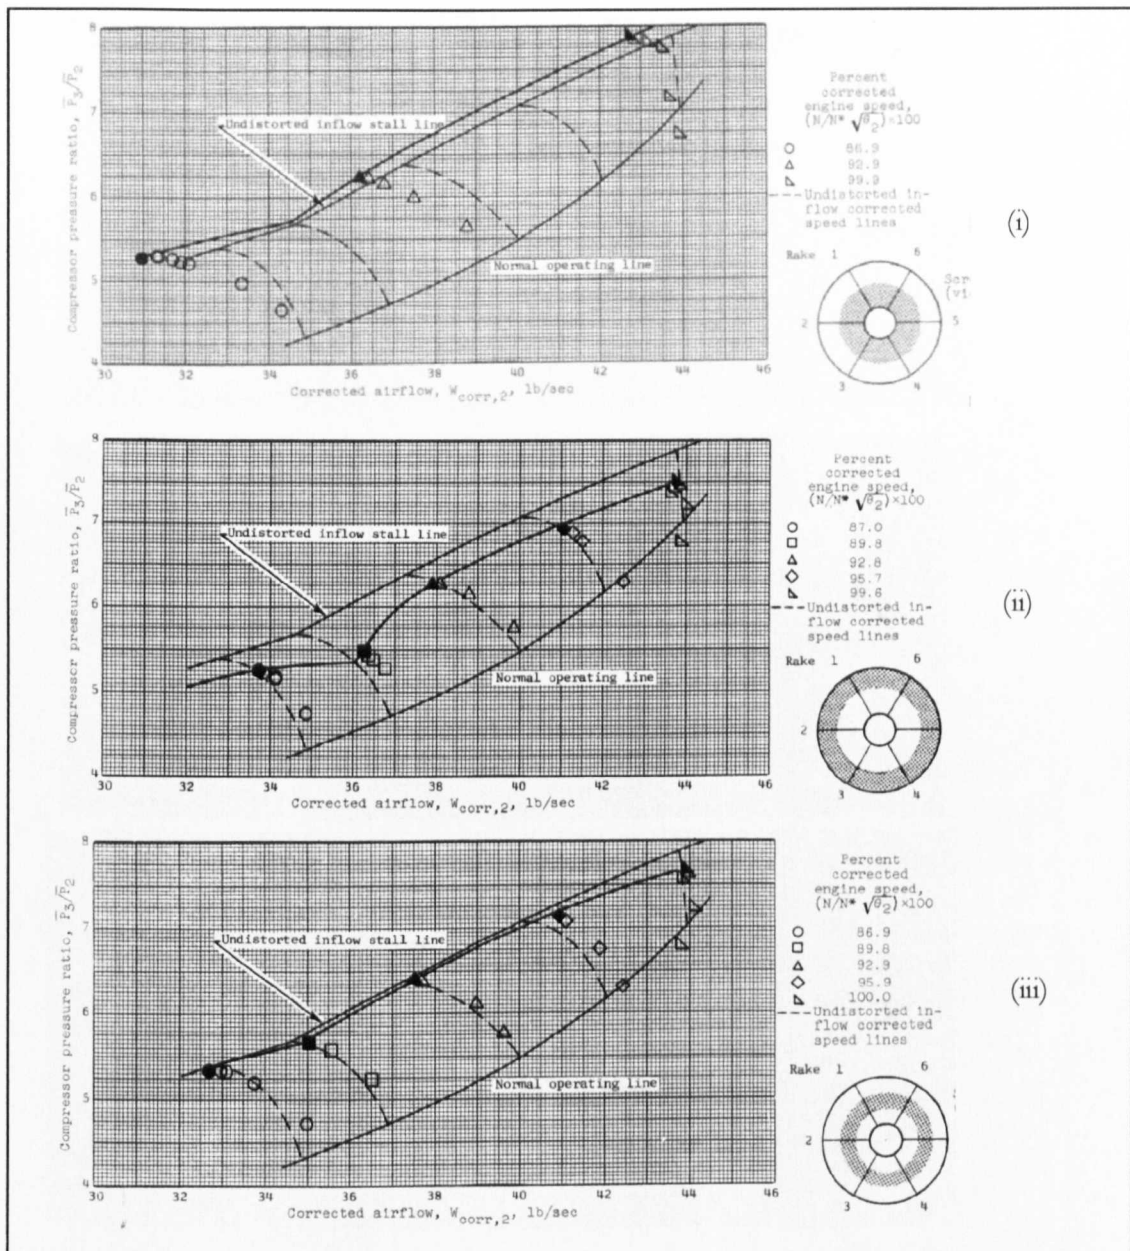 8
7
6
5
4
Compressor pressure ratio, P̅3/P̅2
Undistorted inflow stall line
Normal operating line
30 32 34 36 38 40 42 44 46
Corrected airflow, Wcorr,2, lb/sec
Percent
corrected
engine speed,
(N/N* √θ2)×100
86.9
92.9
99.9
Undistorted in-
flow corrected
speed lines
Rake 1 6
2 5
3 4
(i)
8
7
6
5
4
Compressor pressure ratio, P̅3/P̅2
Undistorted inflow stall line
Normal operating line
30 32 34 36 38 40 42 44 46
Corrected airflow, Wcorr,2, lb/sec
Percent
corrected
engine speed,
(N/N* √θ2)×100
87.0
89.8
92.8
95.7
99.6
Undistorted in-
flow corrected
speed lines
Rake 1 6
2
3 4
(ii)
8
7
6
5
4
Compressor pressure ratio, P̅3/P̅2
Undistorted inflow stall line
Normal operating line
30 32 34 36 38 40 42 44 46
Corrected airflow, Wcorr,2, lb/sec
Percent
corrected
engine speed,
(N/N* √θ2)×100
86.9
89.8
92.9
95.9
100.0
Undistorted in-
flow corrected
speed lines
Rake 1 6
2
3 4
(iii)